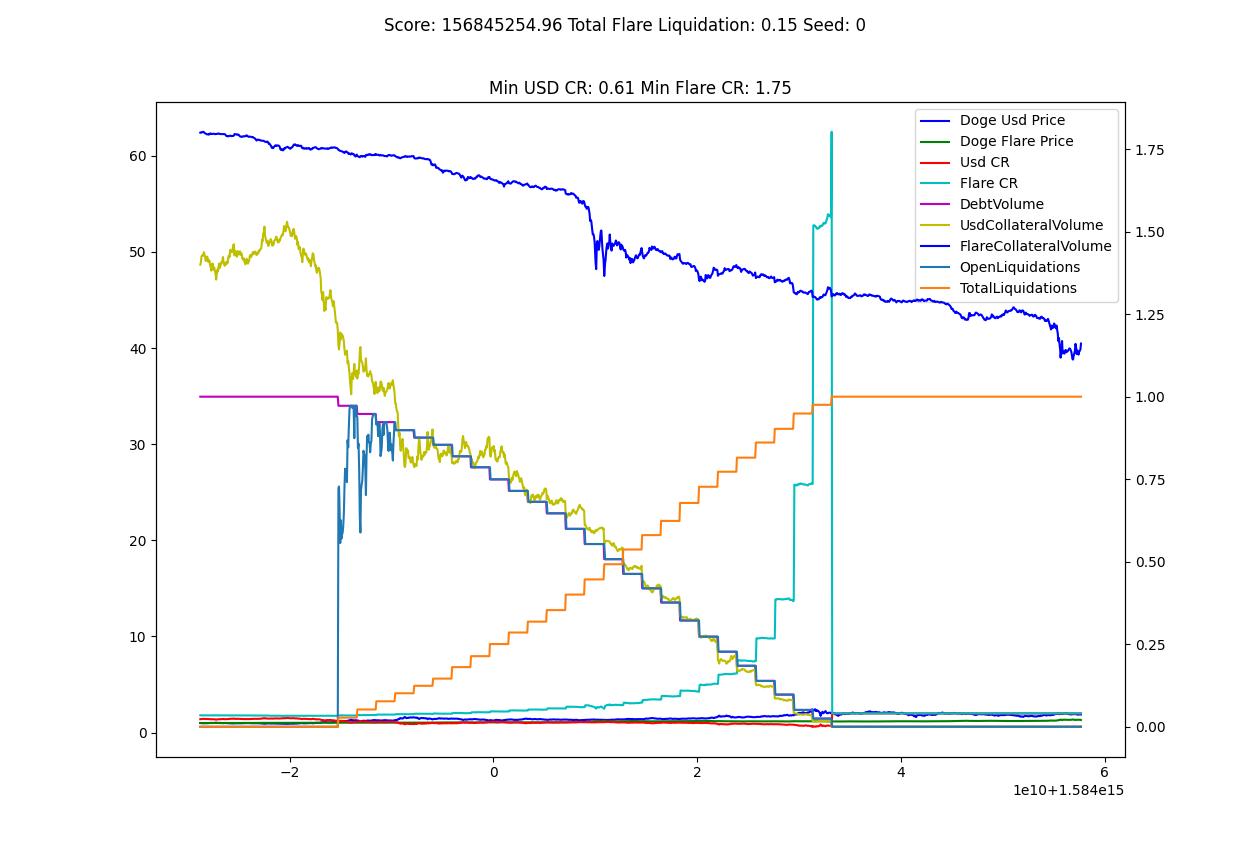 Score: 156845254.96 Total Flare Liquidation: 0.15 Seed: 0
Min USD CR: 0.61 Min Flare CR: 1.75
Doge Usd Price
Doge Flare Price
Usd CR
Flare CR
DebtVolume
UsdCollateralVolume
FlareCollateralVolume
OpenLiquidations
TotalLiquidations
60
50
40
30
20
10
0
1.75
1.50
1.25
1.00
0.75
0.50
0.25
0.00
−2
0
2
4
6
1e10+1.584e15